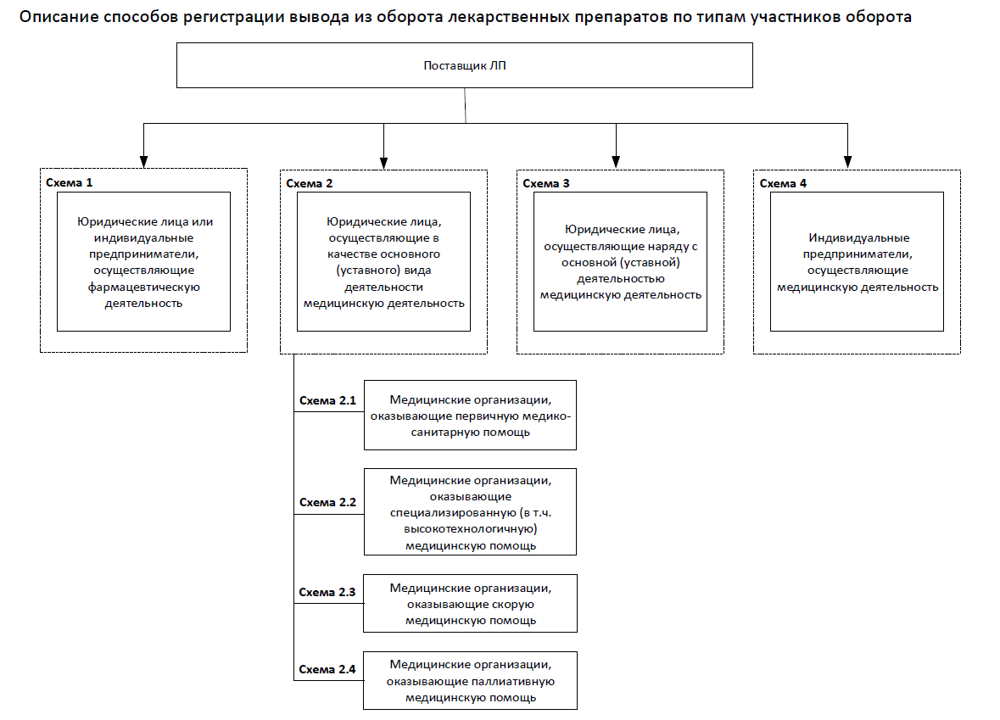 Описание способов регистрации вывода из оборота лекарственных препаратов по типам участников оборота
Поставщик ЛП
Схема 1
Юридические лица или
индивидуальные
предприниматели,
осуществляющие
фармацевтическую
деятельность
Схема 2
Юридические лица,
осуществляющие в
качестве основного
(уставного) вида
деятельности
медицинскую деятельность
Схема 3
Юридические лица,
осуществляющие наряду с
основной (уставной)
деятельностью
медицинскую деятельность
Схема 4
Индивидуальные
предприниматели,
осуществляющие
медицинскую деятельность
Схема 2.1
Медицинские организации,
оказывающие первичную медико-
санитарную помощь
Схема 2.2
Медицинские организации,
оказывающие
специализированную (в т.ч.
высокотехнологичную)
медицинскую помощь
Схема 2.3
Медицинские организации,
оказывающие скорую
медицинскую помощь
Схема 2.4
Медицинские организации,
оказывающие паллиативную
медицинскую помощь